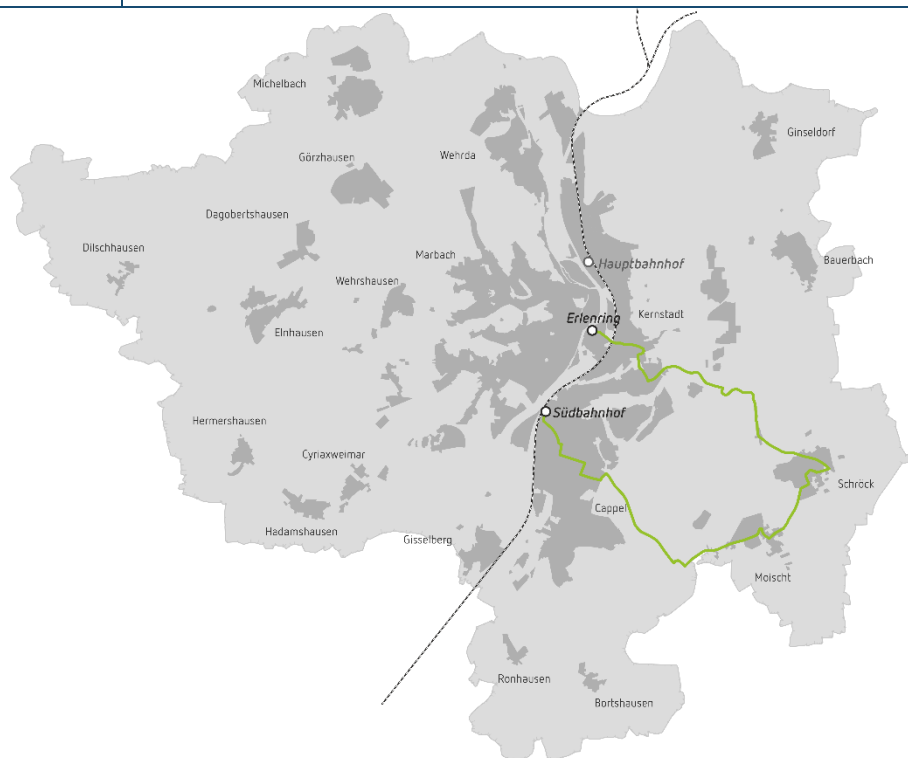 Michelbach
Ginseldorf
Görzhausen
Wehrda
Dagobertshausen
Dilschhausen
Marbach
Bauerbach
Hauptbahnhof
Wehrshausen
Erlenring
Kernstadt
Elnhausen
Südbahnhof
Hermershausen
Cyriaxweimar
Schröck
Cappel
Hadamshausen
Gisselberg
Moischt
Ronhausen
Bortshausen